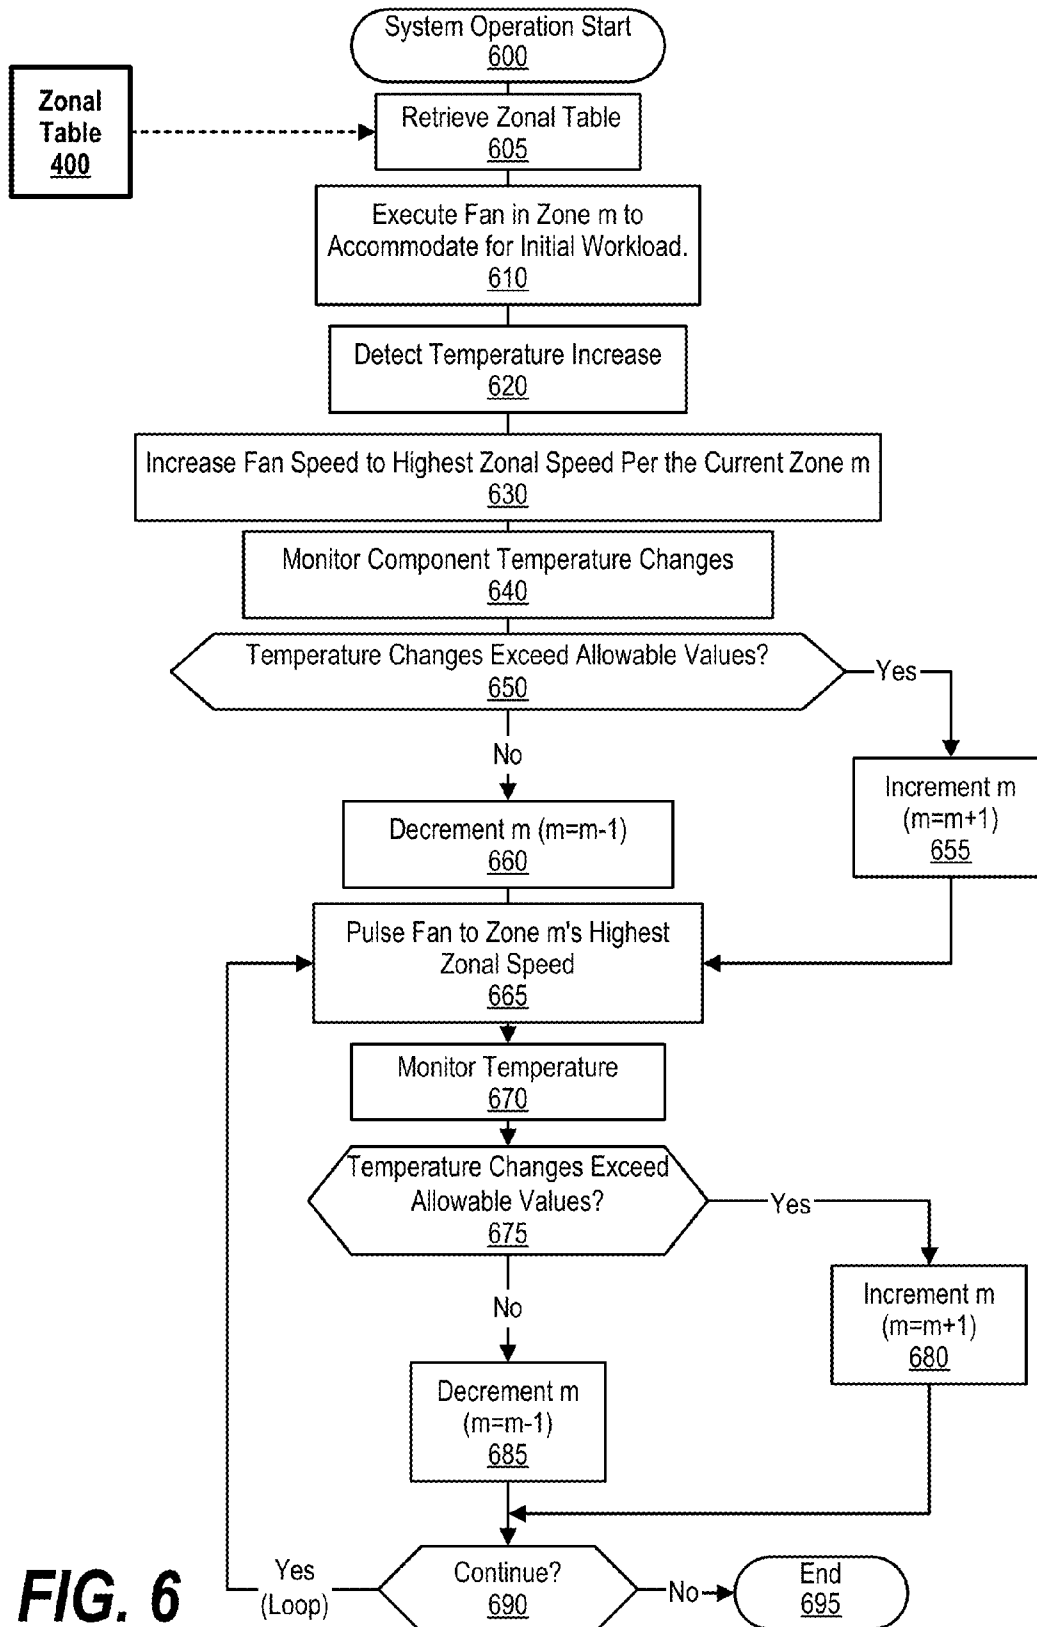 System Operation Start
600
Zonal
Table
400
Retrieve Zonal Table
605
Execute Fan in Zone m to
Accommodate for Initial Workload.
610
Detect Temperature Increase
620
Increase Fan Speed to Highest Zonal Speed Per the Current Zone m
630
Monitor Component Temperature Changes
640
Temperature Changes Exceed Allowable Values?
650
Yes
No
Increment m
(m=m+1)
655
Decrement m (m=m-1)
660
Pulse Fan to Zone m's Highest
Zonal Speed
665
Monitor Temperature
670
Temperature Changes Exceed
Allowable Values?
675
Yes
No
Increment m
(m=m+1)
680
Decrement m
(m=m-1)
685
Continue?
690
Yes
(Loop)
No
End
695
FIG. 6